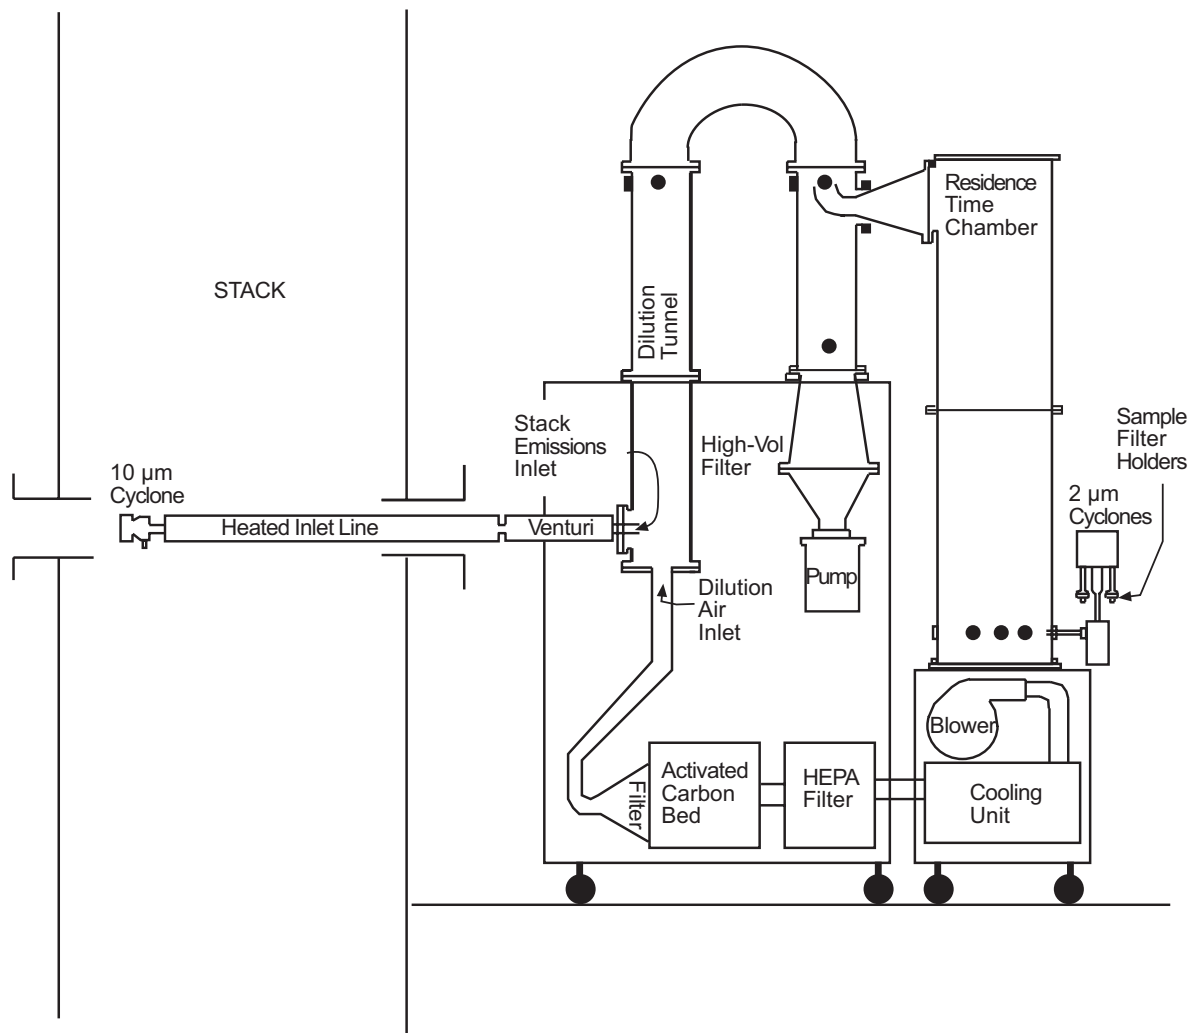 STACK
10 µm
Cyclone
Heated Inlet Line
Venturi
Stack
Emissions
Inlet
Dilution
Tunnel
High-Vol
Filter
Pump
Dilution
Air
Inlet
Residence
Time
Chamber
Sample
Filter
Holders
2 µm
Cyclones
Blower
Filter
Activated
Carbon
Bed
HEPA
Filter
Cooling
Unit